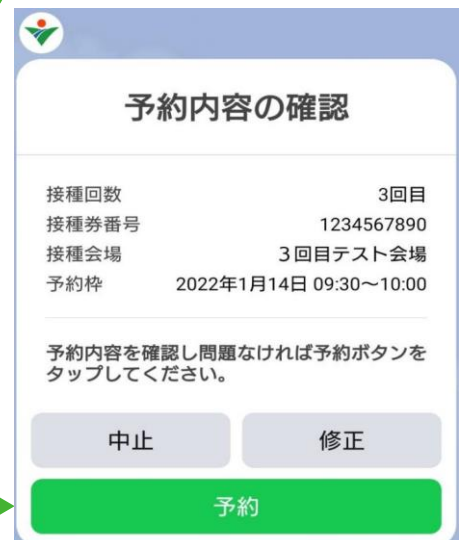 予約内容の確認
接種回数 3回目
接種券番号 1234567890
接種会場 3回目テスト会場
予約枠 2022年1月14日 09:30～10:00
予約内容を確認し問題なければ予約ボタンを
タップしてください。
中止 修正
予約